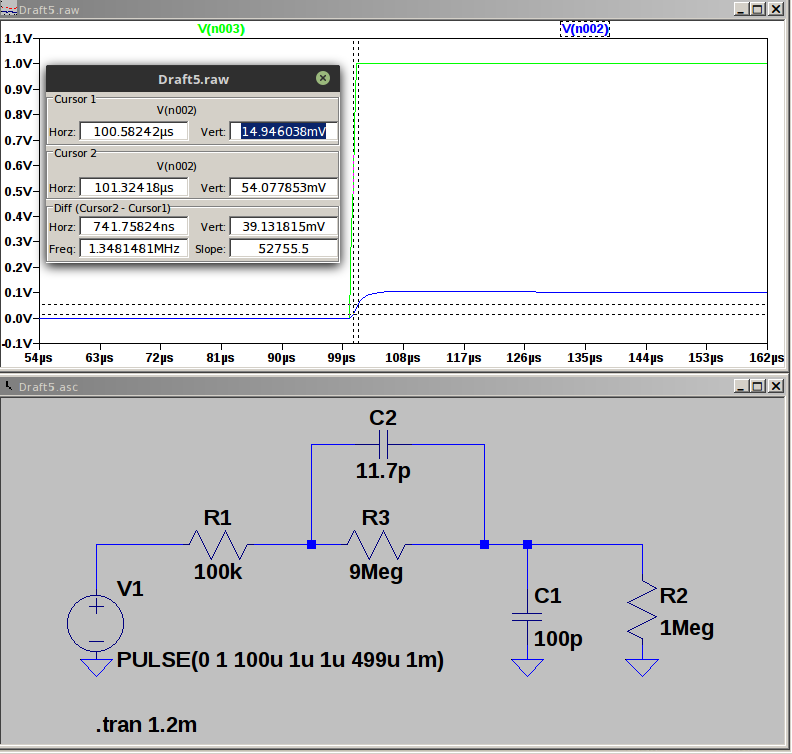 Draft5.raw
V(n003) V(n002)
1.1V
1.0V
0.9V
0.8V
0.7V
0.6V
0.5V
0.4V
0.3V
0.2V
0.1V
0.0V
-0.1V
54µs 63µs 72µs 81µs 90µs 99µs 108µs 117µs 126µs 135µs 144µs 153µs 162µs
Draft5.raw
Cursor 1
V(n002)
Horz: 100.58242µs Vert: 14.946038mV
Cursor 2
V(n002)
Horz: 101.32418µs Vert: 54.077853mV
Diff (Cursor2 - Cursor1)
Horz: 741.75824ns Vert: 39.131815mV
Freq: 1.3481481MHz Slope: 52755.5
Draft5.asc
C2
11.7p
R1 R3
100k 9Meg
V1
C1 R2
100p 1Meg
PULSE(0 1 100u 1u 1u 499u 1m)
.tran 1.2m